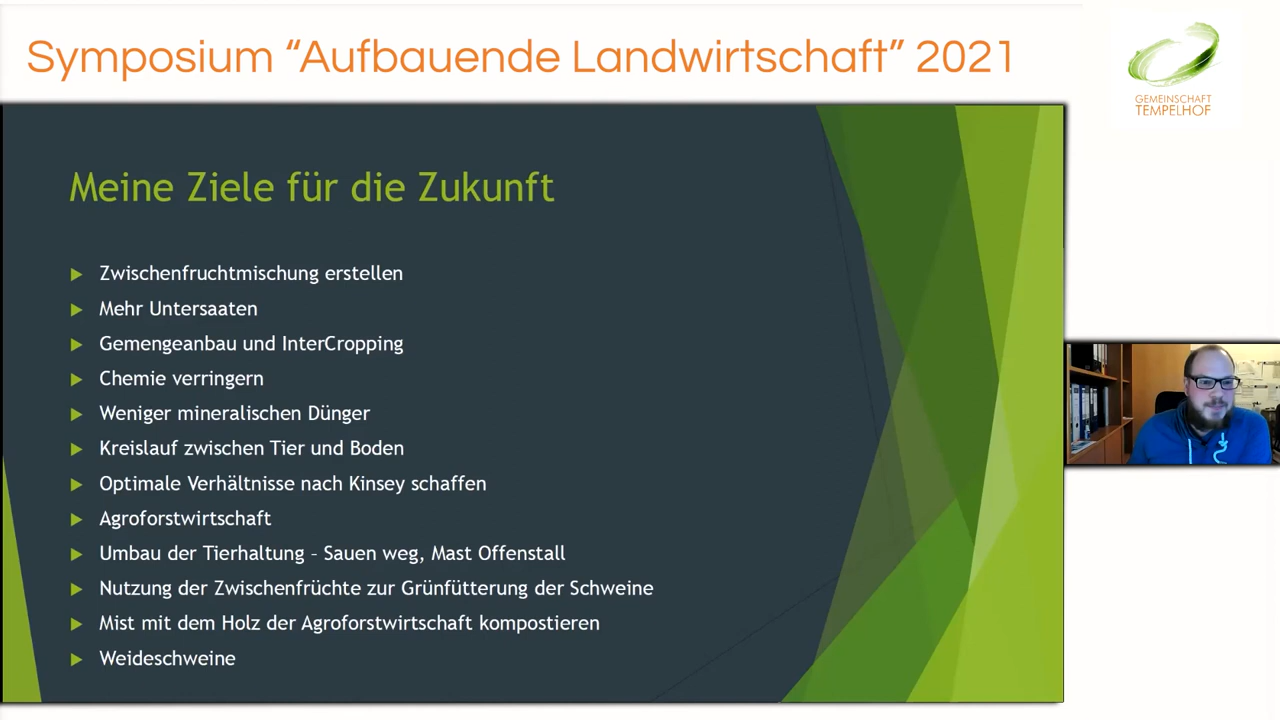 Symposium “Aufbauende Landwirtschaft” 2021
GEMEINSCHAFT
TEMPELHOF
Meine Ziele für die Zukunft
Zwischenfruchtmischung erstellen
Mehr Untersaaten
Gemengeanbau und InterCropping
Chemie verringern
Weniger mineralischen Dünger
Kreislauf zwischen Tier und Boden
Optimale Verhältnisse nach Kinsey schaffen
Agroforstwirtschaft
Umbau der Tierhaltung – Sauen weg, Mast Offenstall
Nutzung der Zwischenfrüchte zur Grünfütterung der Schweine
Mist mit dem Holz der Agroforstwirtschaft kompostieren
Weideschweine